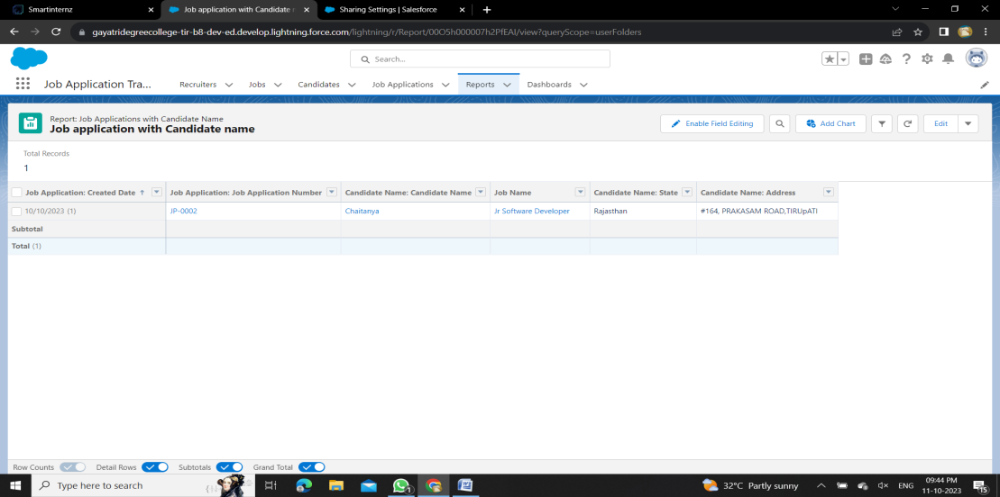 Smartinternz
Job application with Candidate
Sharing Settings | Salesforce
gayatridegreecollege-tir-b8-dev-ed.develop.lightning.force.com/lightning/r/Report/00O5h000007h2PfEAI/view?queryScope=userFolders
Search...
Job Application Tra... Recruiters Jobs Candidates Job Applications Reports Dashboards
Report: Job Applications with Candidate Name
Job application with Candidate name
Enable Field Editing Add Chart Edit
Total Records
1
Job Application: Created Date ↑ Job Application: Job Application Number Candidate Name: Candidate Name Job Name Candidate Name: State Candidate Name: Address
10/10/2023 (1) JP-0002 Chaitanya Jr Software Developer Rajasthan #164, PRAKASAM ROAD,TIRUpATI
Subtotal
Total (1)
Row Counts Detail Rows Subtotals Grand Total
Type here to search
32°C Partly sunny
ENG
09:44 PM
11-10-2023
15